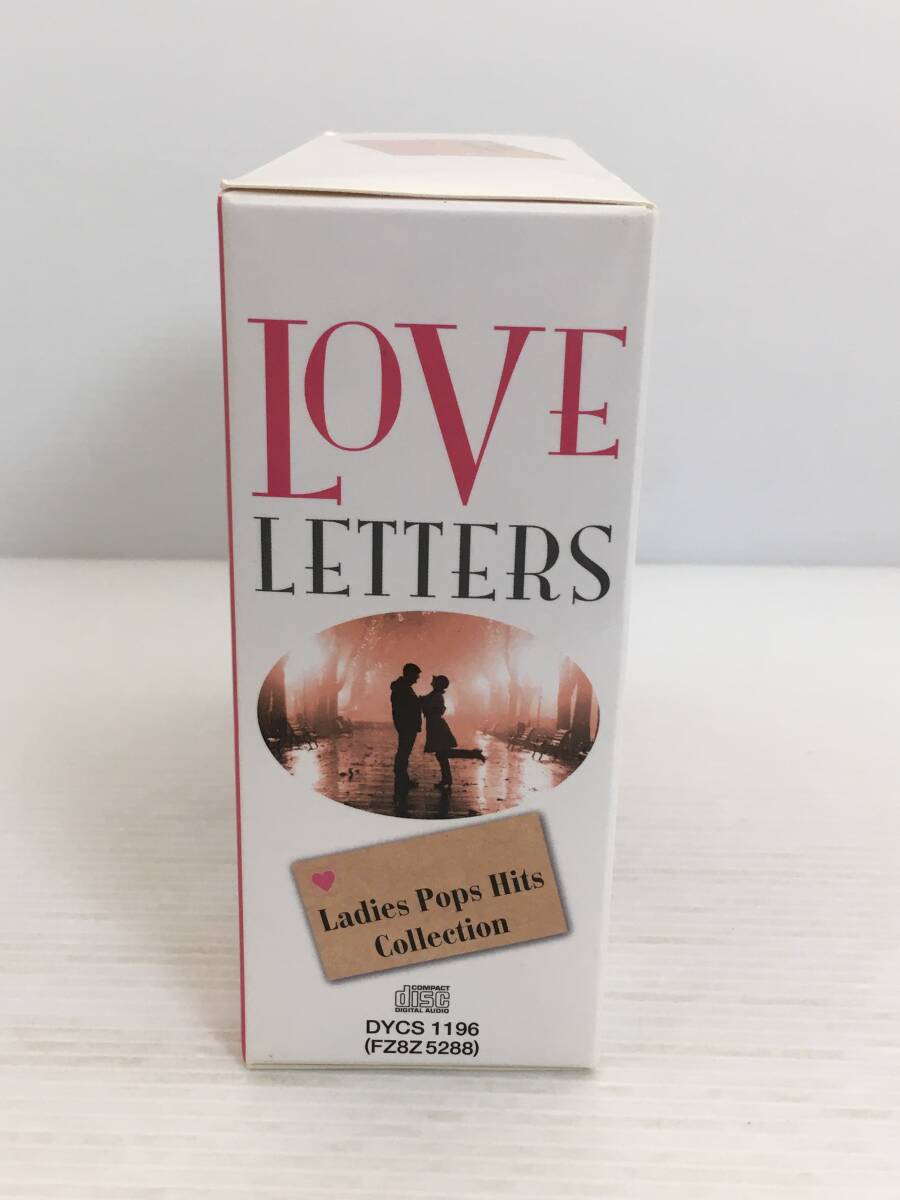 LOVE
LETTERS
Ladies Pops Hits
Collection
COMPACT
disc
DIGITAL AUDIO
DYCS 1196
(FZ8Z 5288)